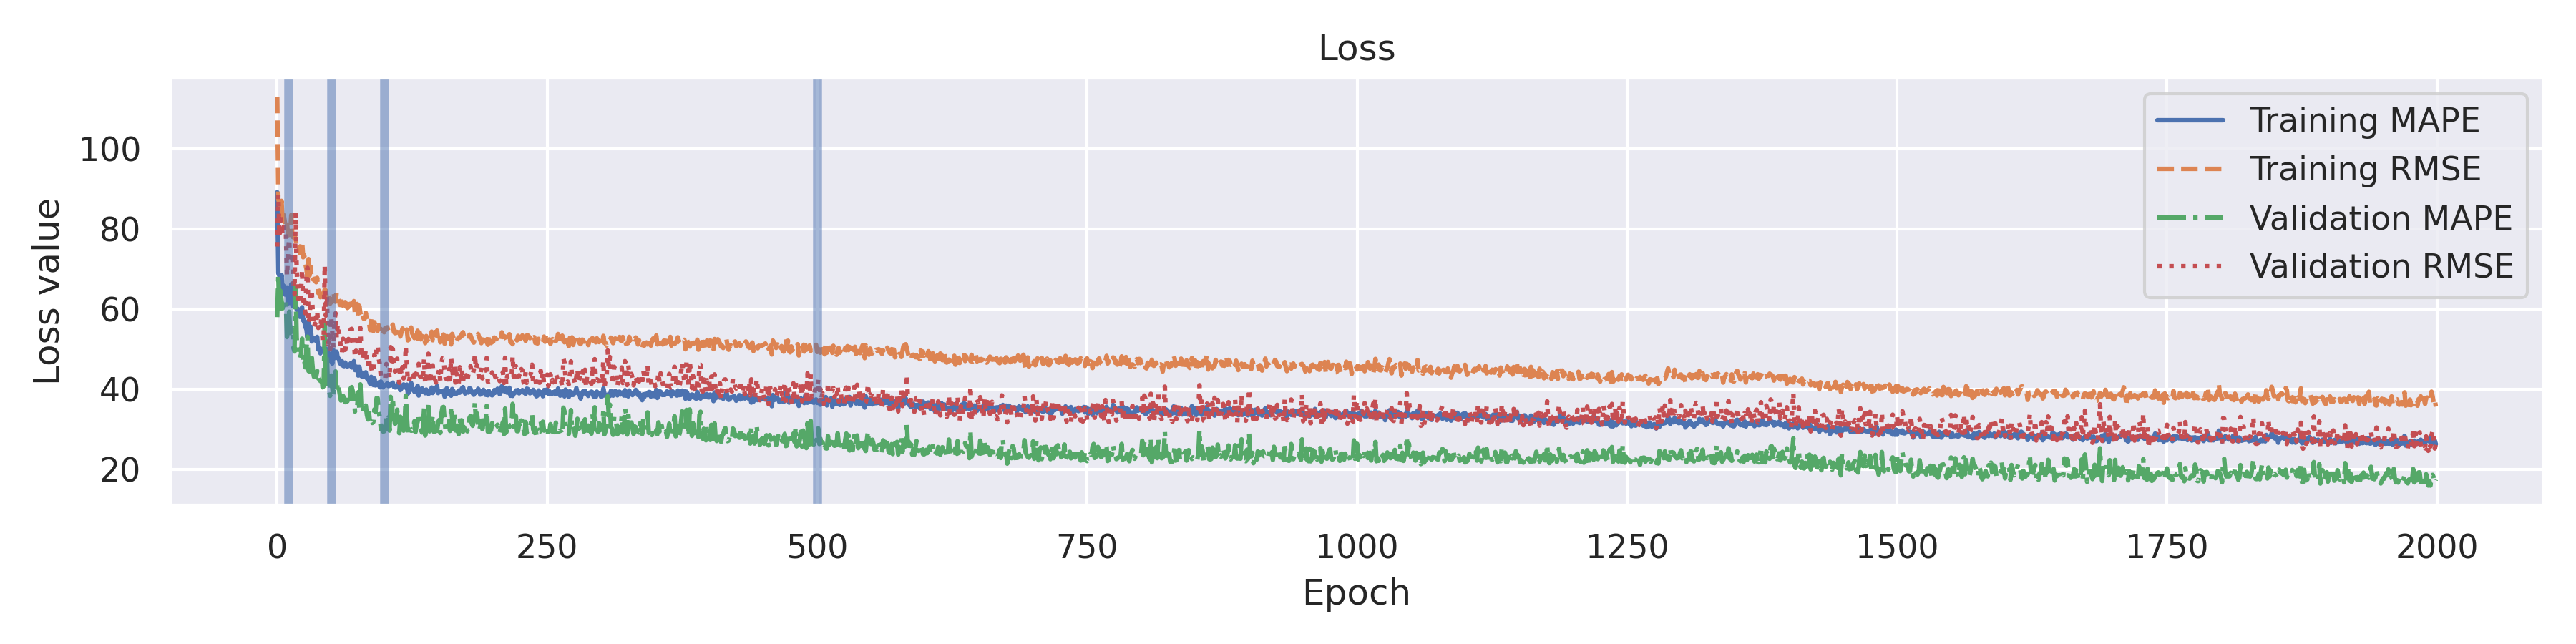 Loss
Loss value
100
80
60
40
20
Training MAPE
Training RMSE
Validation MAPE
Validation RMSE
0 250 500 750 1000 1250 1500 1750 2000
Epoch